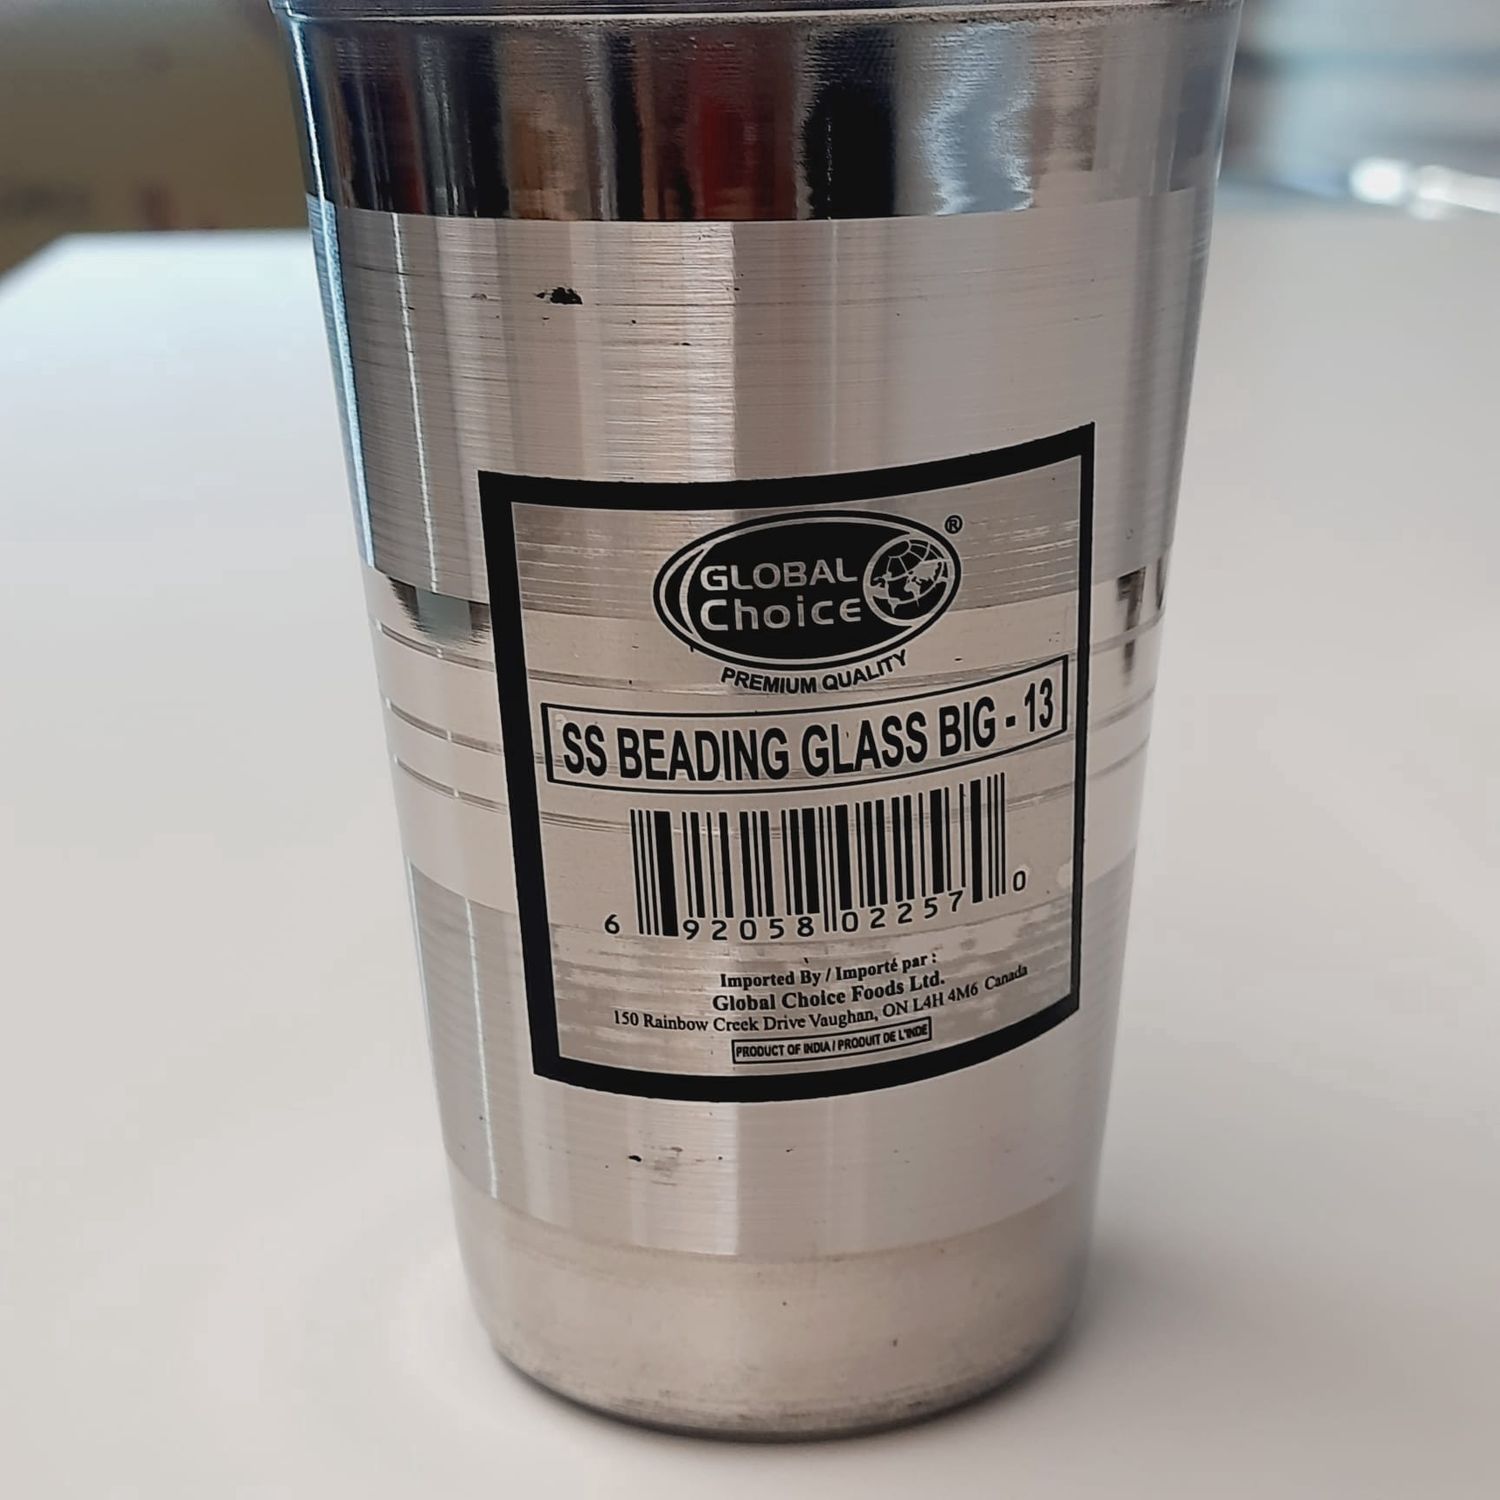 GLOBAL
Choice
®
PREMIUM QUALITY
SS BEADING GLASS BIG - 13
6 92058 02257 0
Imported By / Importé par :
Global Choice Foods Ltd.
150 Rainbow Creek Drive Vaughan, ON L4H 4M6 Canada
PRODUCT OF INDIA / PRODUIT DE L'INDE